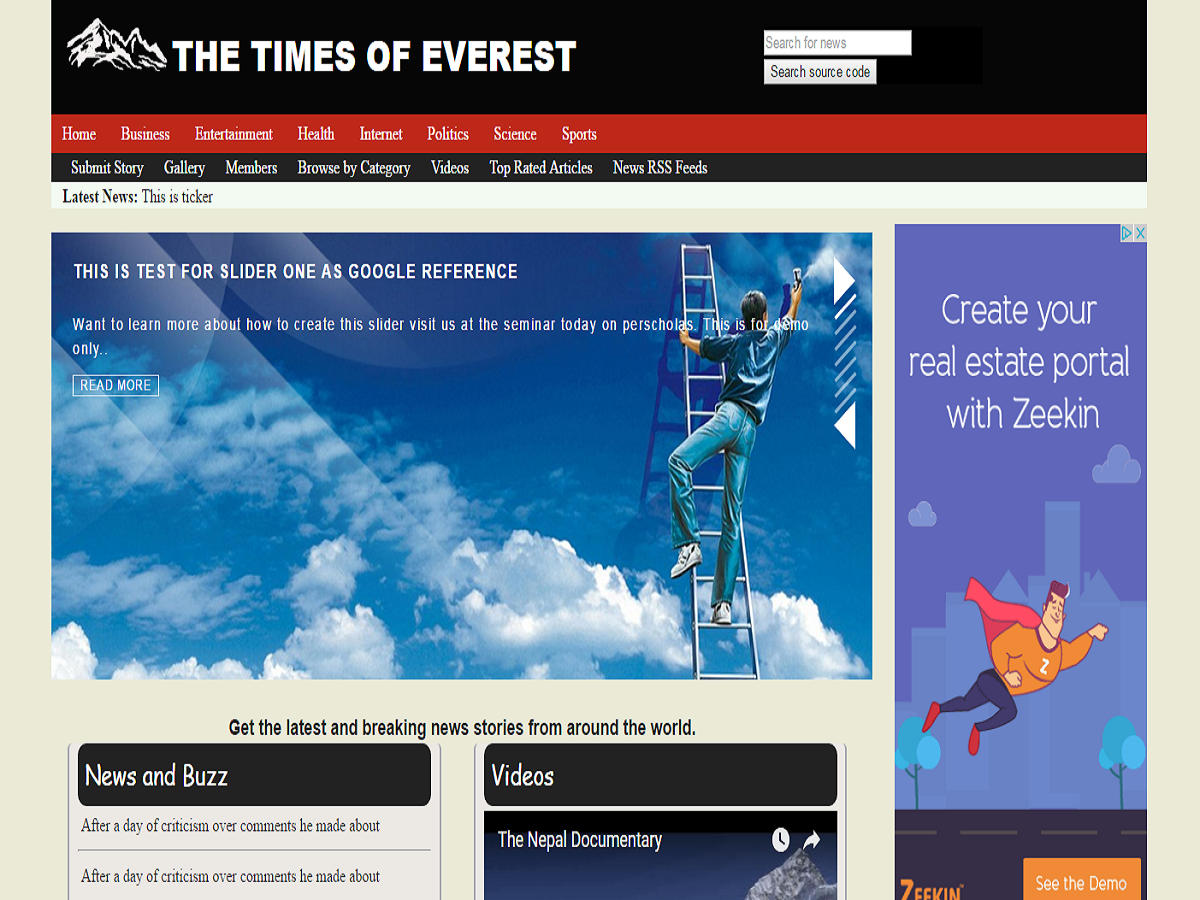 THE TIMES OF EVEREST
Search for news
Search source code
Home Business Entertainment Health Internet Politics Science Sports
Submit Story Gallery Members Browse by Category Videos Top Rated Articles News RSS Feeds
Latest News: This is ticker
THIS IS TEST FOR SLIDER ONE AS GOOGLE REFERENCE
Want to learn more about how to create this slider visit us at the seminar today on perscholas. This is for demo
only..
READ MORE
Create your
real estate portal
with Zeekin
Z
See the Demo
ZEEKIN
Get the latest and breaking news stories from around the world.
News and Buzz
After a day of criticism over comments he made about
After a day of criticism over comments he made about
Videos
The Nepal Documentary